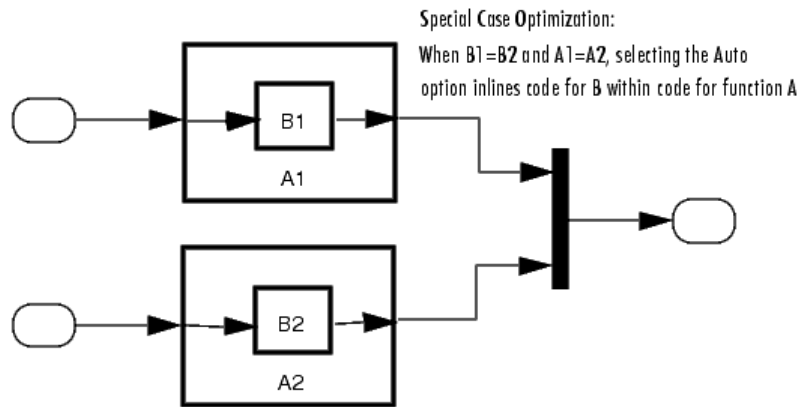 Special Case Optimization:
When B1=B2 and A1=A2, selecting the Auto
option inlines code for B within code for function A
B1
A1
B2
A2